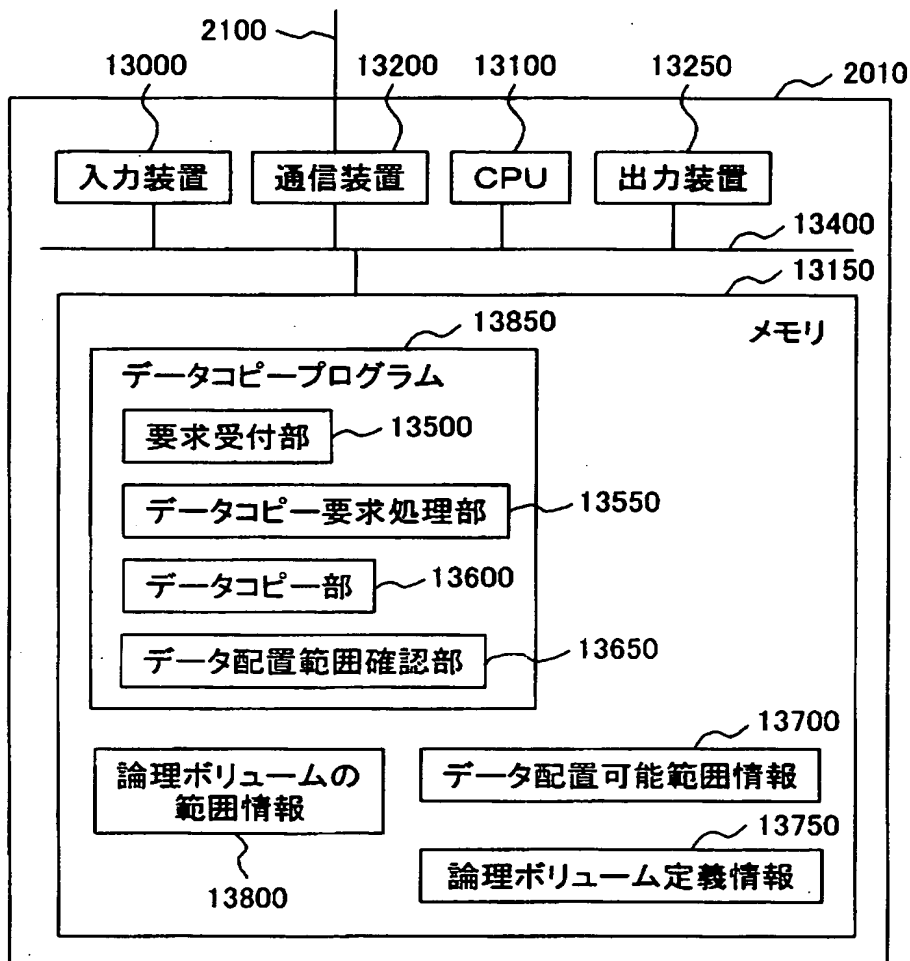 2100
13000
13200
13100
13250
2010
入力装置
通信装置
CPU
出力装置
13400
13150
メモリ
13850
データコピープログラム
要求受付部
13500
データコピー要求処理部
13550
データコピー部
13600
データ配置範囲確認部
13650
13700
論理ボリュームの
範囲情報
データ配置可能範囲情報
13750
13800
論理ボリューム定義情報